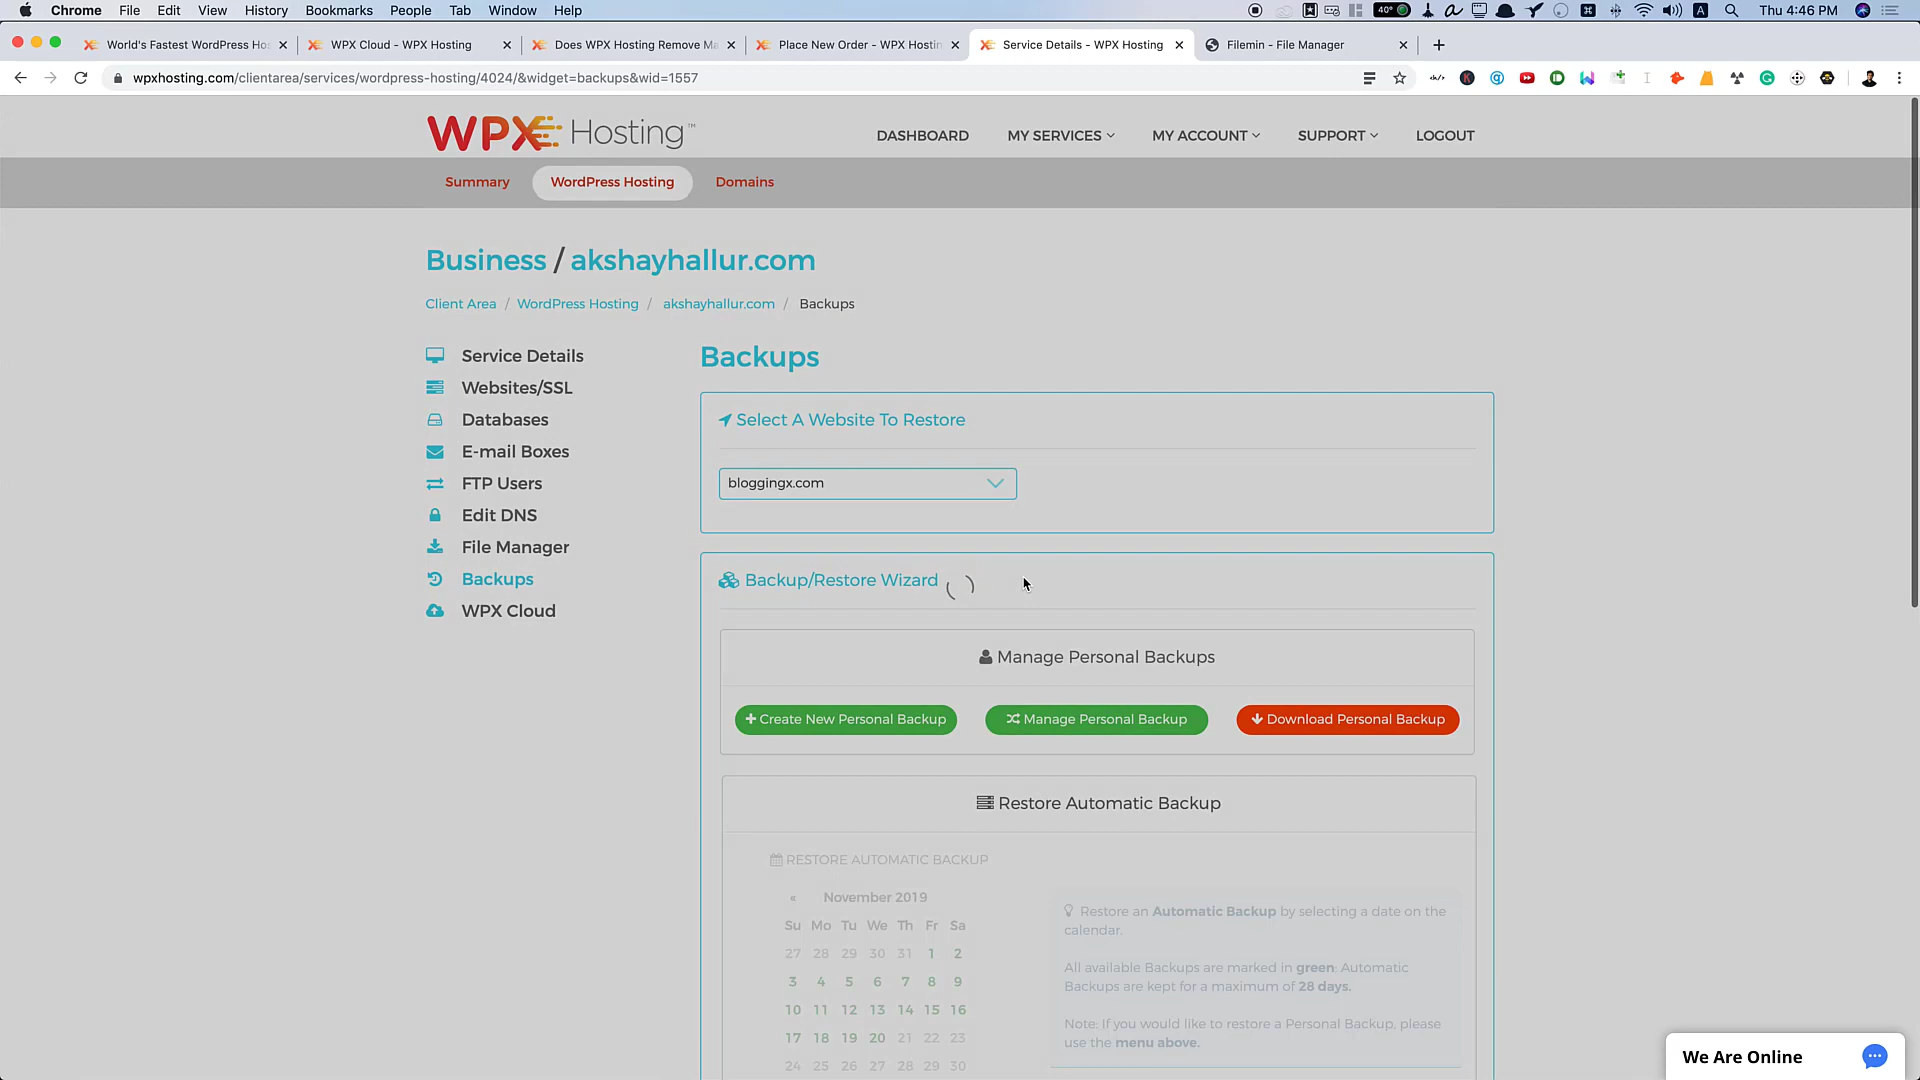 Chrome File Edit View History Bookmarks People Tab Window Help
40° Thu 4:46 PM
World's Fastest WordPress Ho
WPX Cloud - WPX Hosting
Does WPX Hosting Remove Ma
Place New Order - WPX Hostin
Service Details - WPX Hosting
Filemin - File Manager
wpxhosting.com/clientarea/services/wordpress-hosting/4024/&widget=backups&wid=1557
WPX Hosting™
DASHBOARD MY SERVICES MY ACCOUNT SUPPORT LOGOUT
Summary WordPress Hosting Domains
Business / akshayhallur.com
Client Area / WordPress Hosting / akshayhallur.com / Backups
Service Details
Websites/SSL
Databases
E-mail Boxes
FTP Users
Edit DNS
File Manager
Backups
WPX Cloud
Backups
Select A Website To Restore
bloggingx.com
Backup/Restore Wizard
Manage Personal Backups
Create New Personal Backup
Manage Personal Backup
Download Personal Backup
Restore Automatic Backup
RESTORE AUTOMATIC BACKUP
« November 2019
Su Mo Tu We Th Fr Sa
27 28 29 30 31 1 2
3 4 5 6 7 8 9
10 11 12 13 14 15 16
17 18 19 20 21 22 23
24 25 26 27 28 29 30
Restore an Automatic Backup by selecting a date on the
calendar.
All available Backups are marked in green: Automatic
Backups are kept for a maximum of 28 days.
Note: If you would like to restore a Personal Backup, please
use the menu above.
We Are Online